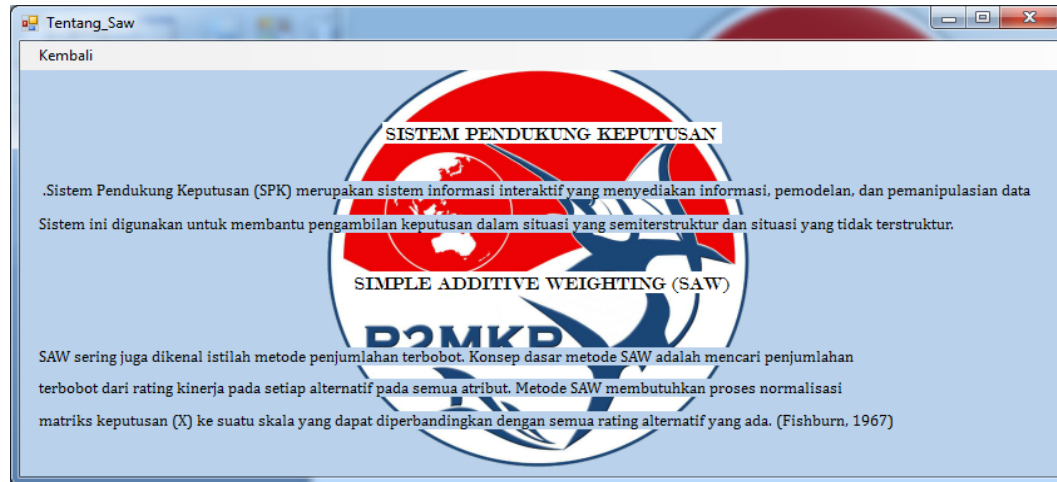 Tentang_Saw
Kembali
SISTEM PENDUKUNG KEPUTUSAN
.Sistem Pendukung Keputusan (SPK) merupakan sistem informasi interaktif yang menyediakan informasi, pemodelan, dan pemanipulasian data
Sistem ini digunakan untuk membantu pengambilan keputusan dalam situasi yang semiterstruktur dan situasi yang tidak terstruktur.
SIMPLE ADDITIVE WEIGHTING (SAW)
P2MKP
SAW sering juga dikenal istilah metode penjumlahan terbobot. Konsep dasar metode SAW adalah mencari penjumlahan
terbobot dari rating kinerja pada setiap alternatif pada semua atribut. Metode SAW membutuhkan proses normalisasi
matriks keputusan (X) ke suatu skala yang dapat diperbandingkan dengan semua rating alternatif yang ada. (Fishburn, 1967)